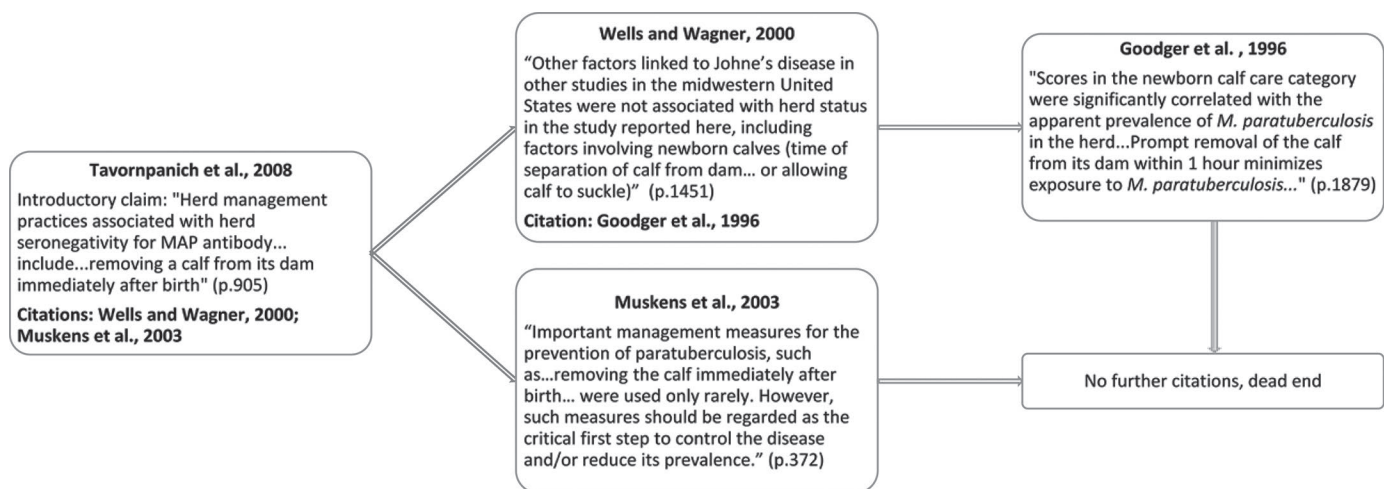 Tavornpanich et al., 2008
Introductory claim: "Herd management
practices associated with herd
seronegativity for MAP antibody...
include...removing a calf from its dam
immediately after birth" (p.905)
Citations: Wells and Wagner, 2000;
Muskens et al., 2003
Wells and Wagner, 2000
“Other factors linked to Johne’s disease in
other studies in the midwestern United
States were not associated with herd status
in the study reported here, including
factors involving newborn calves (time of
separation of calf from dam… or allowing
calf to suckle)” (p.1451)
Citation: Goodger et al., 1996
Muskens et al., 2003
“Important management measures for the
prevention of paratuberculosis, such
as…removing the calf immediately after
birth… were used only rarely. However,
such measures should be regarded as the
critical first step to control the disease
and/or reduce its prevalence.” (p.372)
Goodger et al. , 1996
"Scores in the newborn calf care category
were significantly correlated with the
apparent prevalence of M. paratuberculosis
in the herd...Prompt removal of the calf
from its dam within 1 hour minimizes
exposure to M. paratuberculosis..." (p.1879)
No further citations, dead end